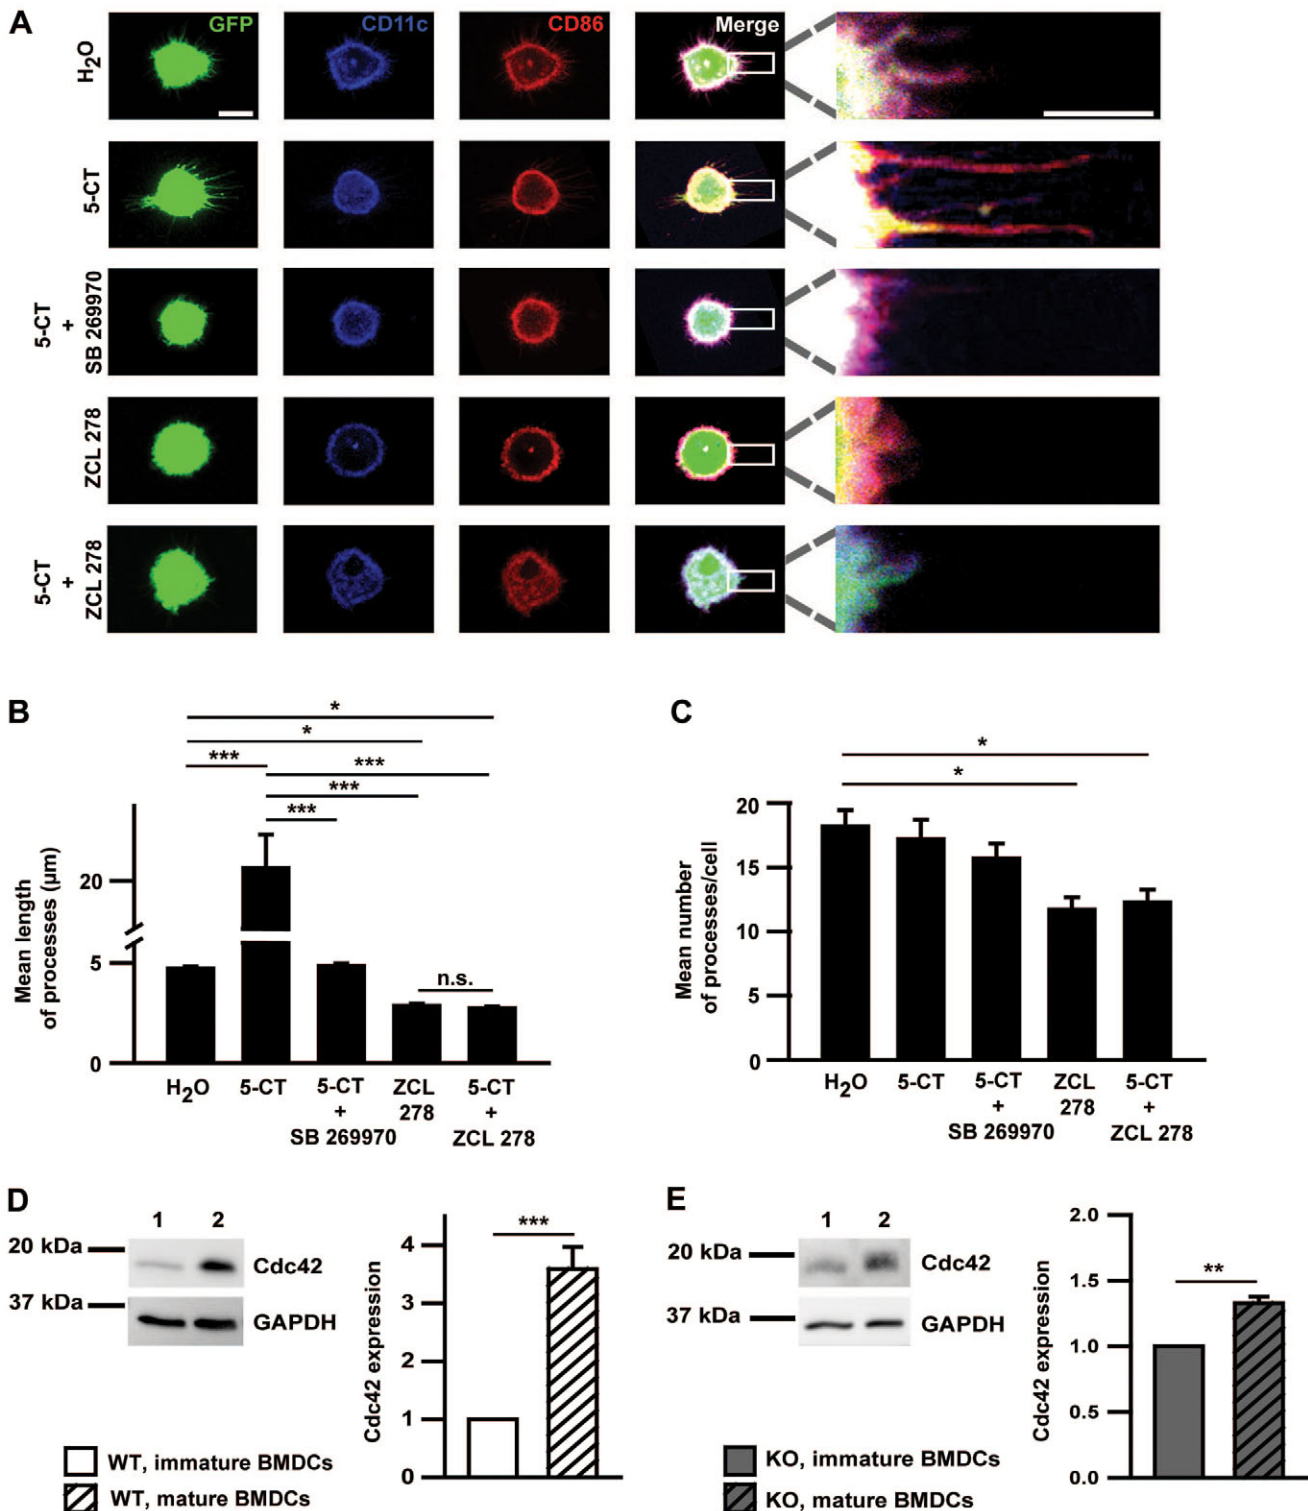 A
GFP
CD11c
CD86
Merge
H₂O
5-CT
5-CT
+
SB 269970
ZCL 278
5-CT
+
ZCL 278
B
*
*
***
***
***
***
n.s.
Mean length
of processes (µm)
20
5
0
H₂O
5-CT
5-CT
+
SB 269970
ZCL
278
5-CT
+
ZCL 278
C
*
*
Mean number
of processes/cell
20
15
10
5
0
H₂O
5-CT
5-CT
+
SB 269970
ZCL
278
5-CT
+
ZCL 278
D
1 2
20 kDa
Cdc42
37 kDa
GAPDH
WT, immature BMDCs
WT, mature BMDCs
Cdc42 expression
4
3
2
1
0
***
E
1 2
20 kDa
Cdc42
37 kDa
GAPDH
KO, immature BMDCs
KO, mature BMDCs
Cdc42 expression
2.0
1.5
1.0
0.5
0.0
**